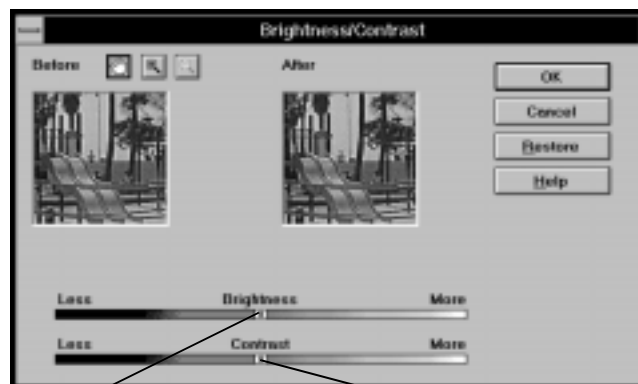 Brightness/Contrast
Before
After
OK
Cancel
Restore
Help
Less Brightness More
Less Contrast More